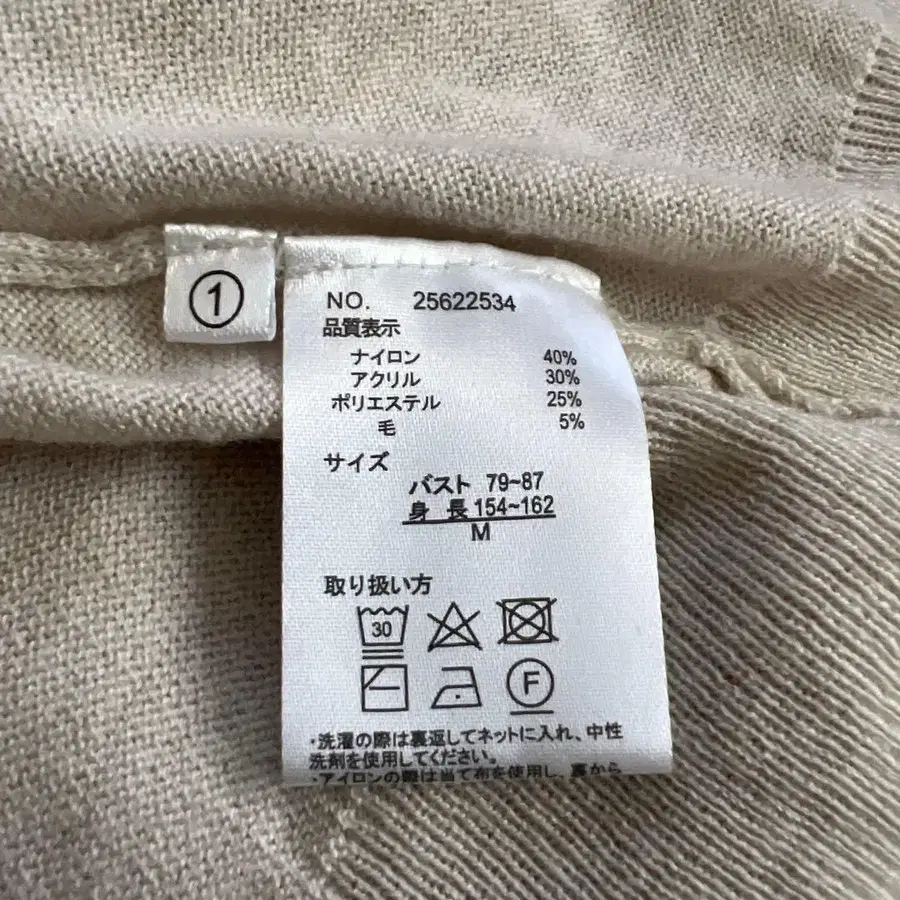 ①
NO. 25622534
品質表示
ナイロン 40%
アクリル 30%
ポリエステル 25%
毛 5%
サイズ
バスト 79~87
身 長 154~162
M
取り扱い方
30
F
・洗濯の際は裏返してネットに入れ、中性
洗剤を使用してください。
・アイロンの際は当て布を使用し、裏から